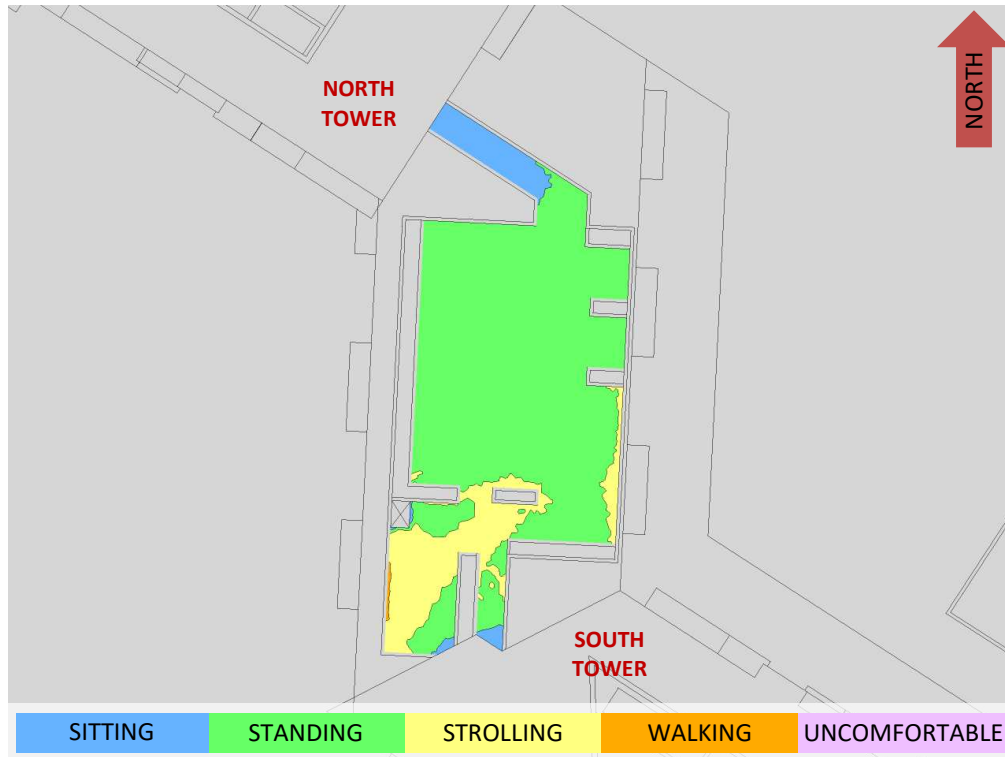 NORTH
TOWER
NORTH
SOUTH
TOWER
SITTING
STANDING
STROLLING
WALKING
UNCOMFORTABLE